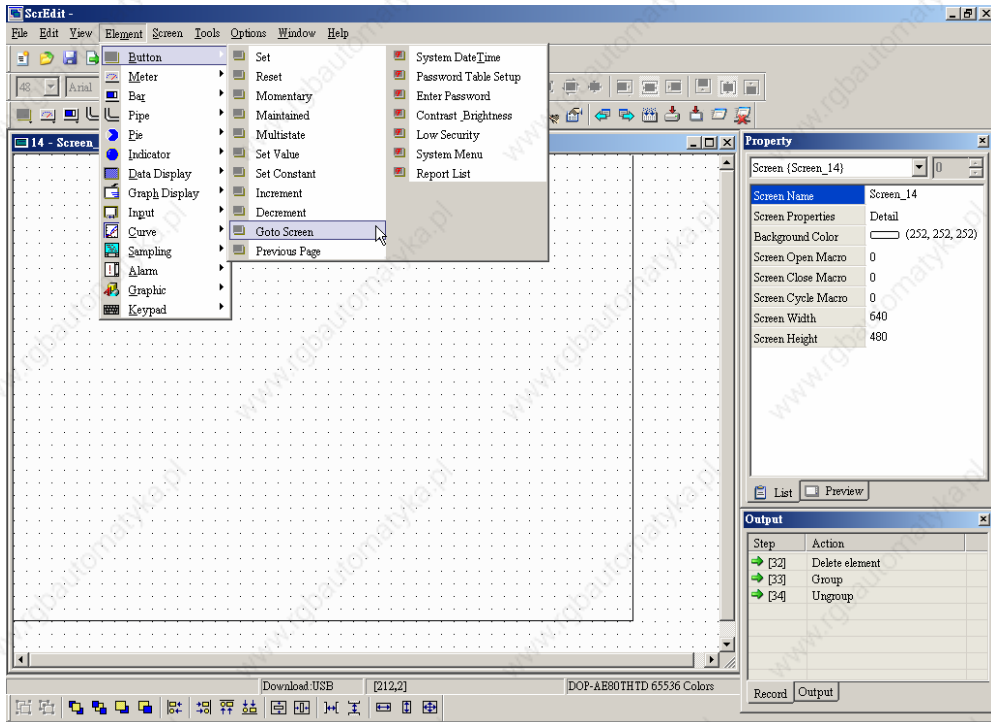 ScrEdit -
File Edit View Element Screen Tools Options Window Help
48 Arial
Button
Meter
Bar
Pipe
Pie
Indicator
Data Display
Graph Display
Input
Curve
Sampling
Alarm
Graphic
Keypad
Set
Reset
Momentary
Maintained
Multistate
Set Value
Set Constant
Increment
Decrement
Goto Screen
Previous Page
System DateTime
Password Table Setup
Enter Password
Contrast ,Brightness
Low Security
System Menu
Report List
14 - Screen_
Property
Screen {Screen_14} 0
Screen Name Screen_14
Screen Properties Detail
Background Color (252, 252, 252)
Screen Open Macro 0
Screen Close Macro 0
Screen Cycle Macro 0
Screen Width 640
Screen Height 480
List Preview
Output
Step Action
[32] Delete element
[33] Group
[34] Ungroup
Record Output
Download:USB [212,2] DOP-AE80THTD 65536 Colors
www.rgbautomatyka.pl